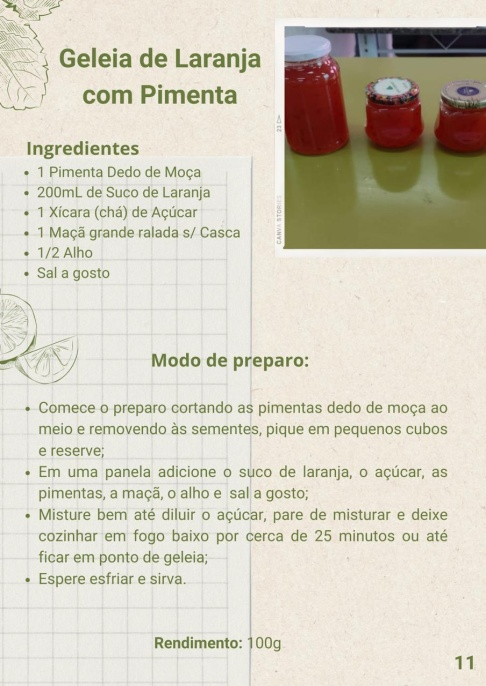 Geleia de Laranja
com Pimenta
Ingredientes
• 1 Pimenta Dedo de Moça
• 200mL de Suco de Laranja
• 1 Xícara (chá) de Açúcar
• 1 Maçã grande ralada s/ Casca
• 1/2 Alho
• Sal a gosto
23 CP
CANVA STORIES
Modo de preparo:
• Comece o preparo cortando as pimentas dedo de moça ao
meio e removendo às sementes, pique em pequenos cubos
e reserve;
• Em uma panela adicione o suco de laranja, o açúcar, as
pimentas, a maçã, o alho e sal a gosto;
• Misture bem até diluir o açúcar, pare de misturar e deixe
cozinhar em fogo baixo por cerca de 25 minutos ou até
ficar em ponto de geleia;
• Espere esfriar e sirva.
Rendimento: 100g
11